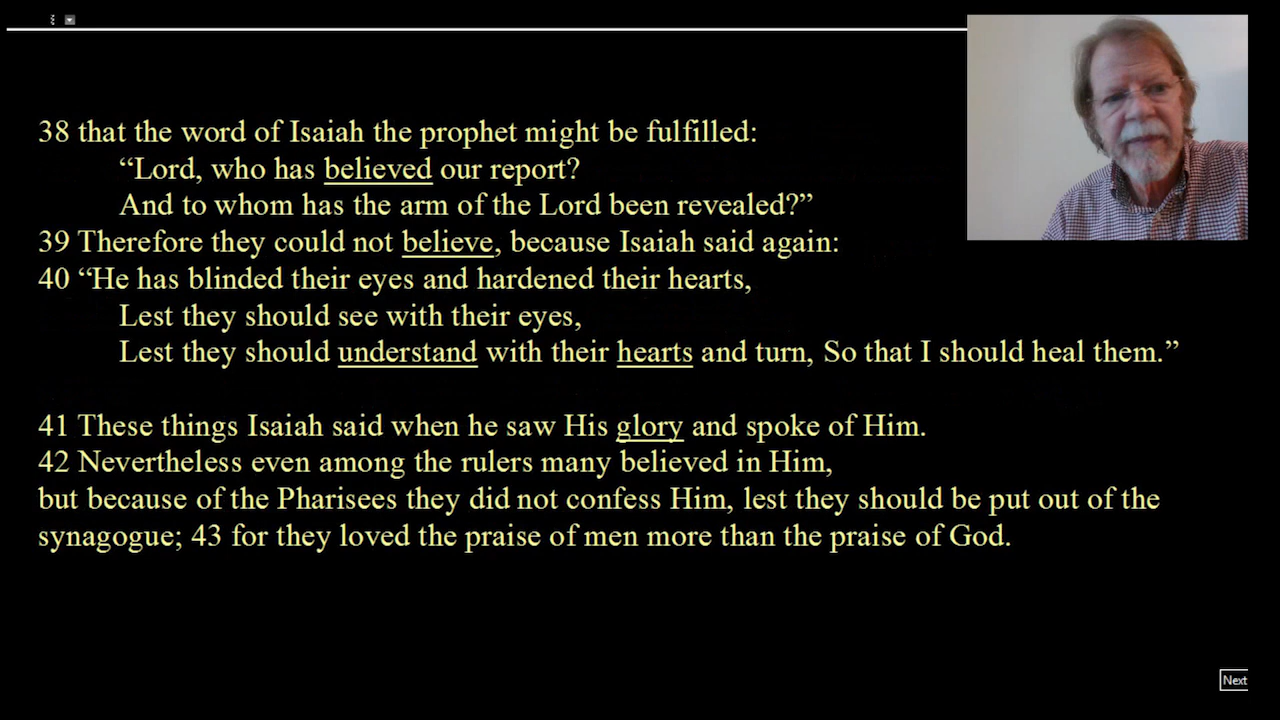 38 that the word of Isaiah the prophet might be fulfilled:
“Lord, who has believed our report?
And to whom has the arm of the Lord been revealed?”
39 Therefore they could not believe, because Isaiah said again:
40 “He has blinded their eyes and hardened their hearts,
Lest they should see with their eyes,
Lest they should understand with their hearts and turn, So that I should heal them.”
41 These things Isaiah said when he saw His glory and spoke of Him.
42 Nevertheless even among the rulers many believed in Him,
but because of the Pharisees they did not confess Him, lest they should be put out of the
synagogue; 43 for they loved the praise of men more than the praise of God.
Next